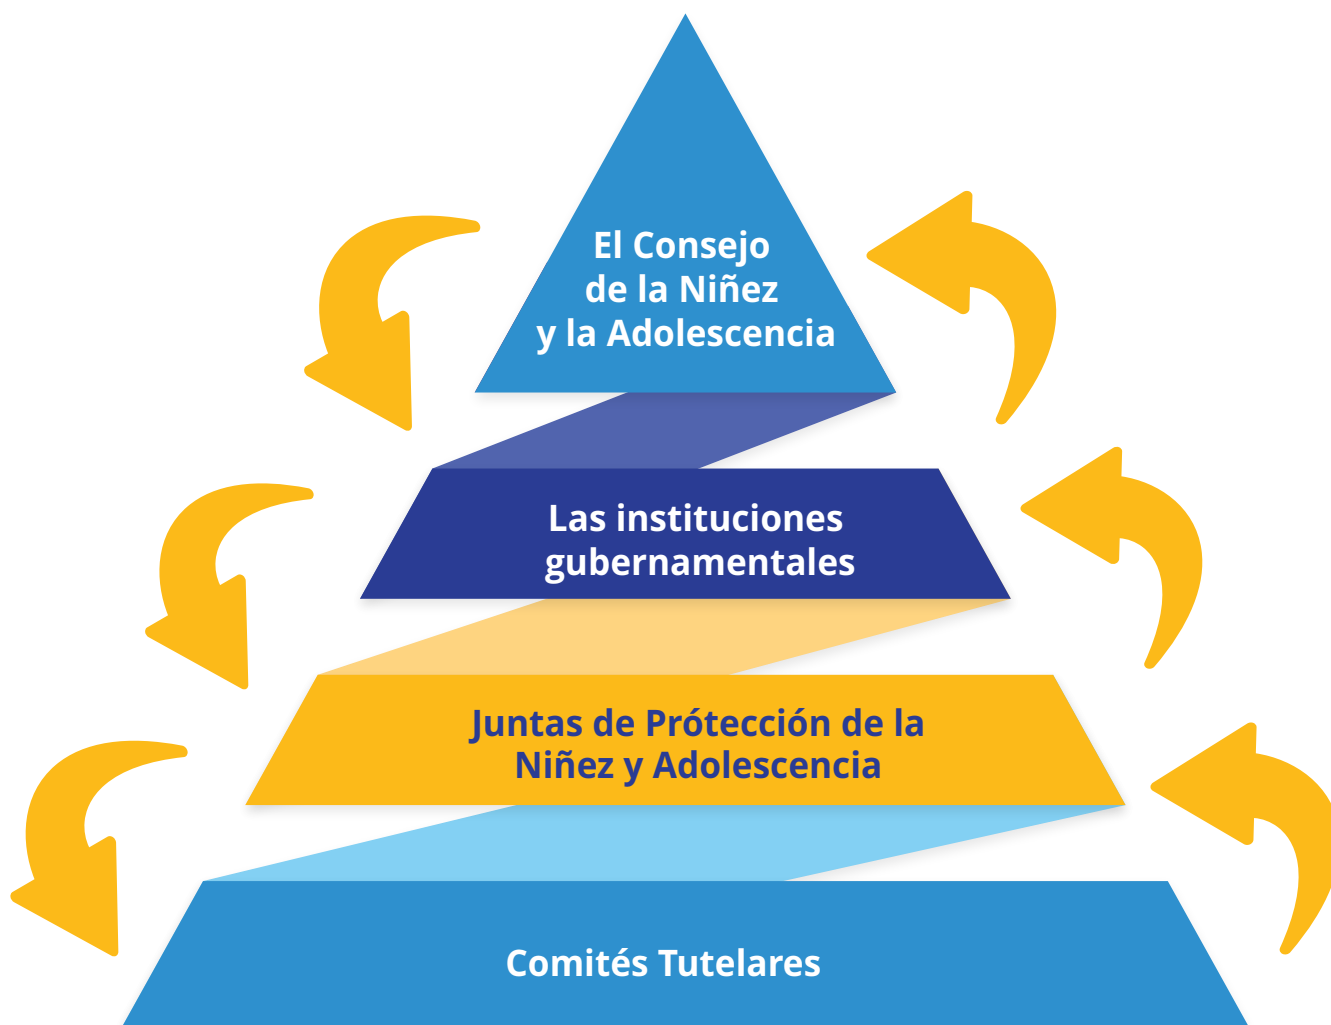 El Consejo
de la Niñez
y la Adolescencia
Las instituciones
gubernamentales
Juntas de Prótección de la
Niñez y Adolescencia
Comités Tutelares